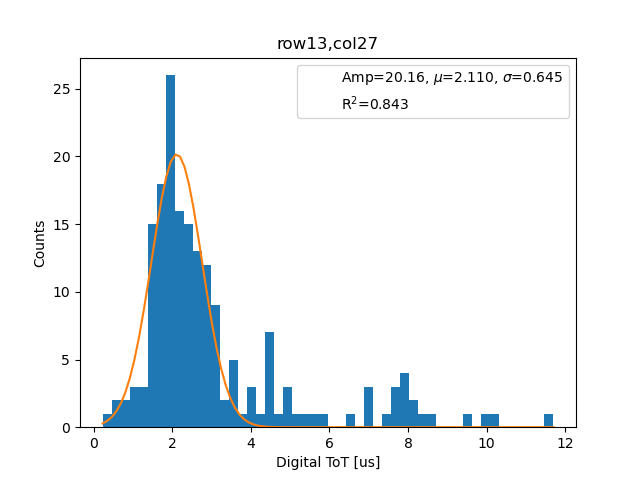 row13,col27
Amp=20.16, μ=2.110, σ=0.645
R²=0.843
25
20
15
10
5
0
Counts
0 2 4 6 8 10 12
Digital ToT [us]